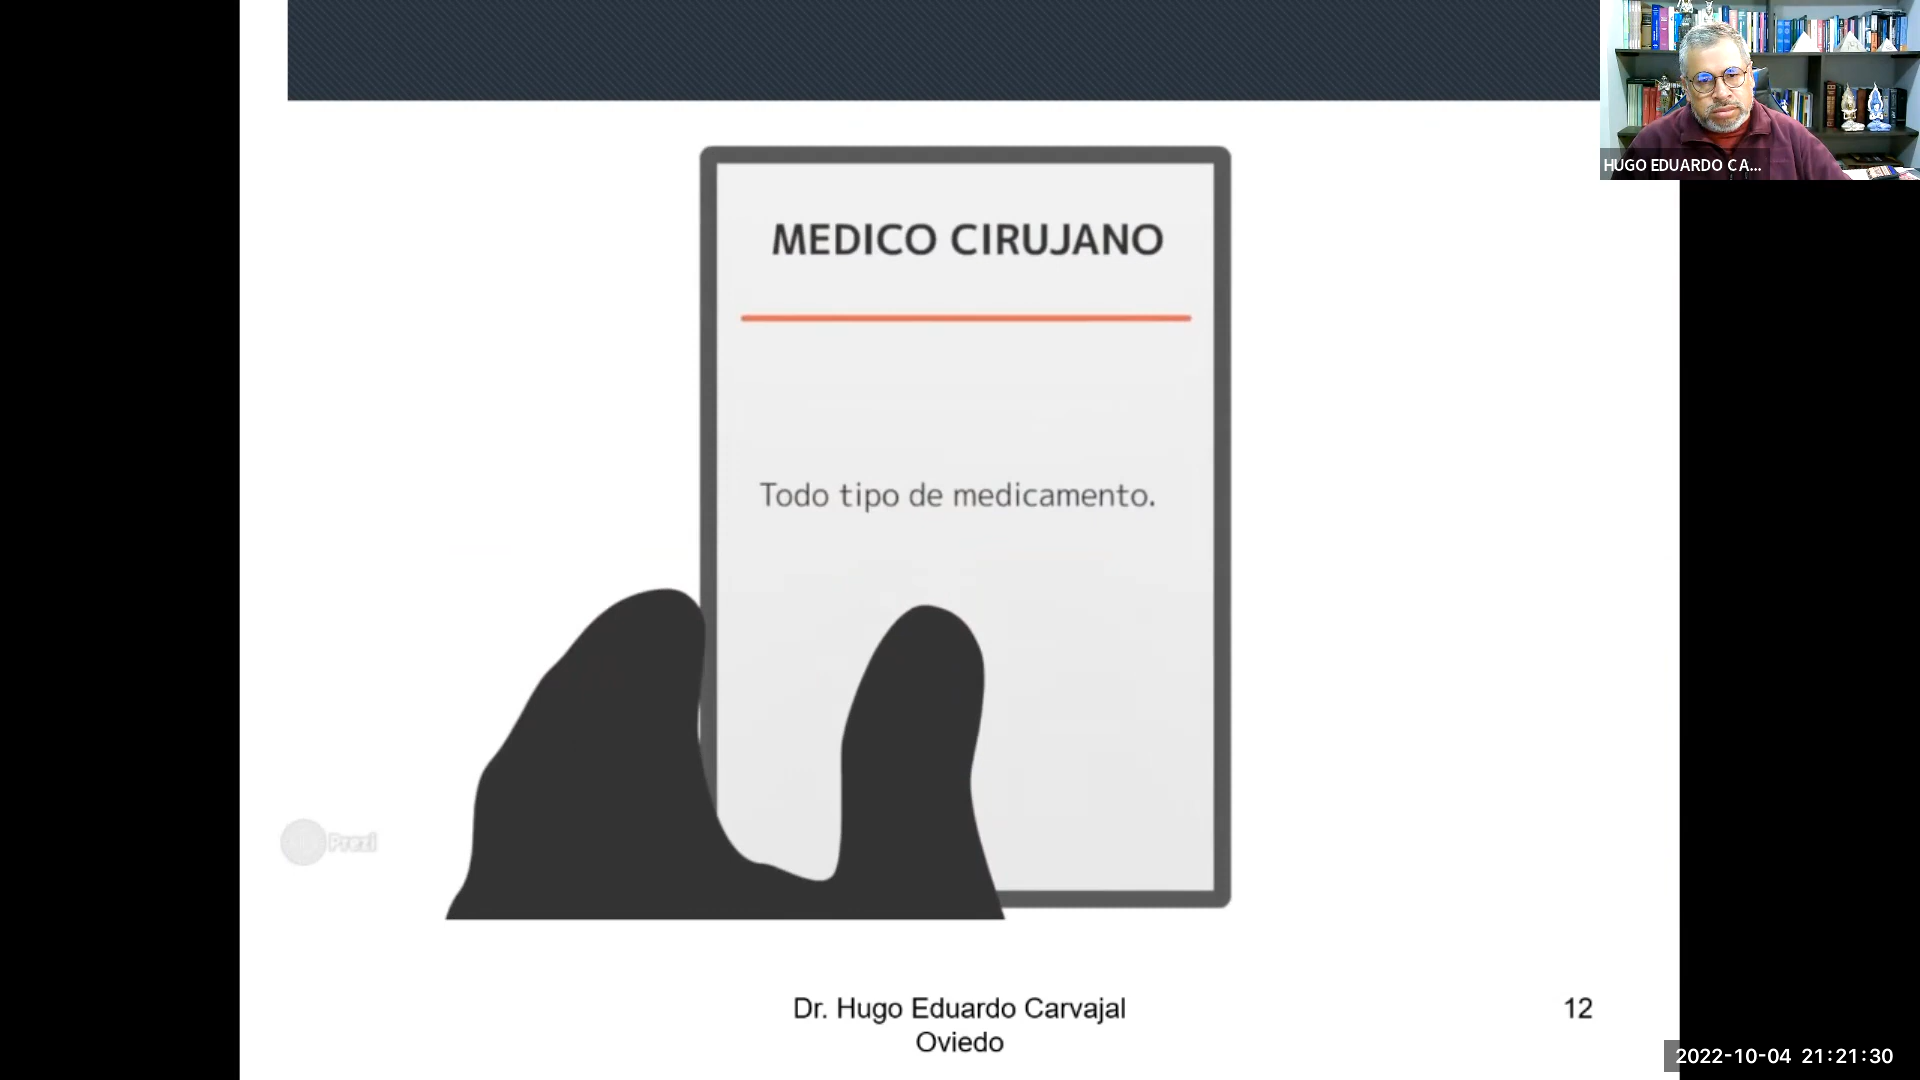 HUGO EDUARDO CA...
MEDICO CIRUJANO
Todo tipo de medicamento.
Prezi
Dr. Hugo Eduardo Carvajal
Oviedo
12
2022-10-04 21:21:30